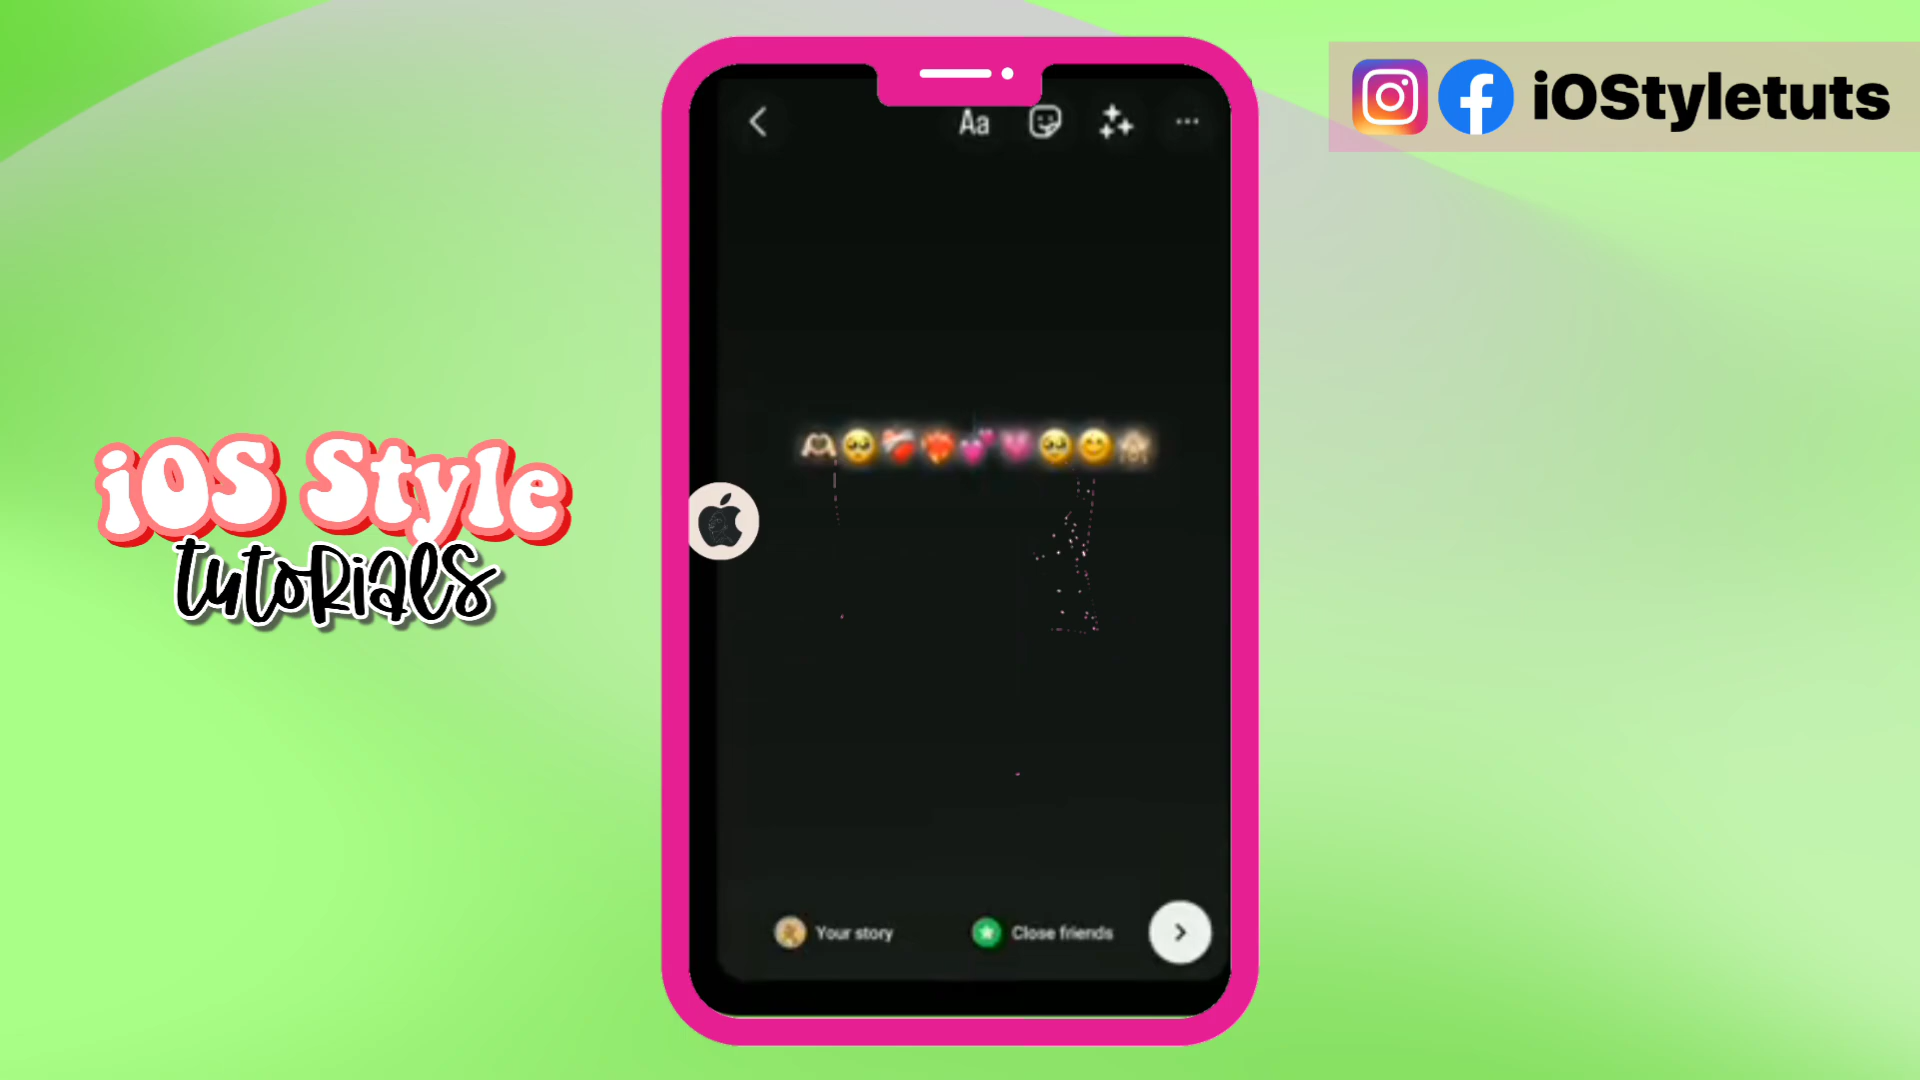 iOStyletuts
Aa
iOS Style
tutorials
Your story
Close friends